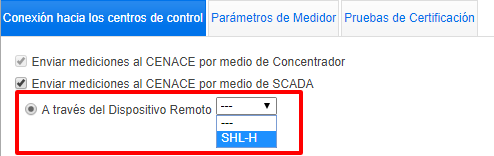 Conexión hacia los centros de control Parámetros de Medidor Pruebas de Certificación
Enviar mediciones al CENACE por medio de Concentrador
Enviar mediciones al CENACE por medio de SCADA
A través del Dispositivo Remoto ---
---
SHL-H